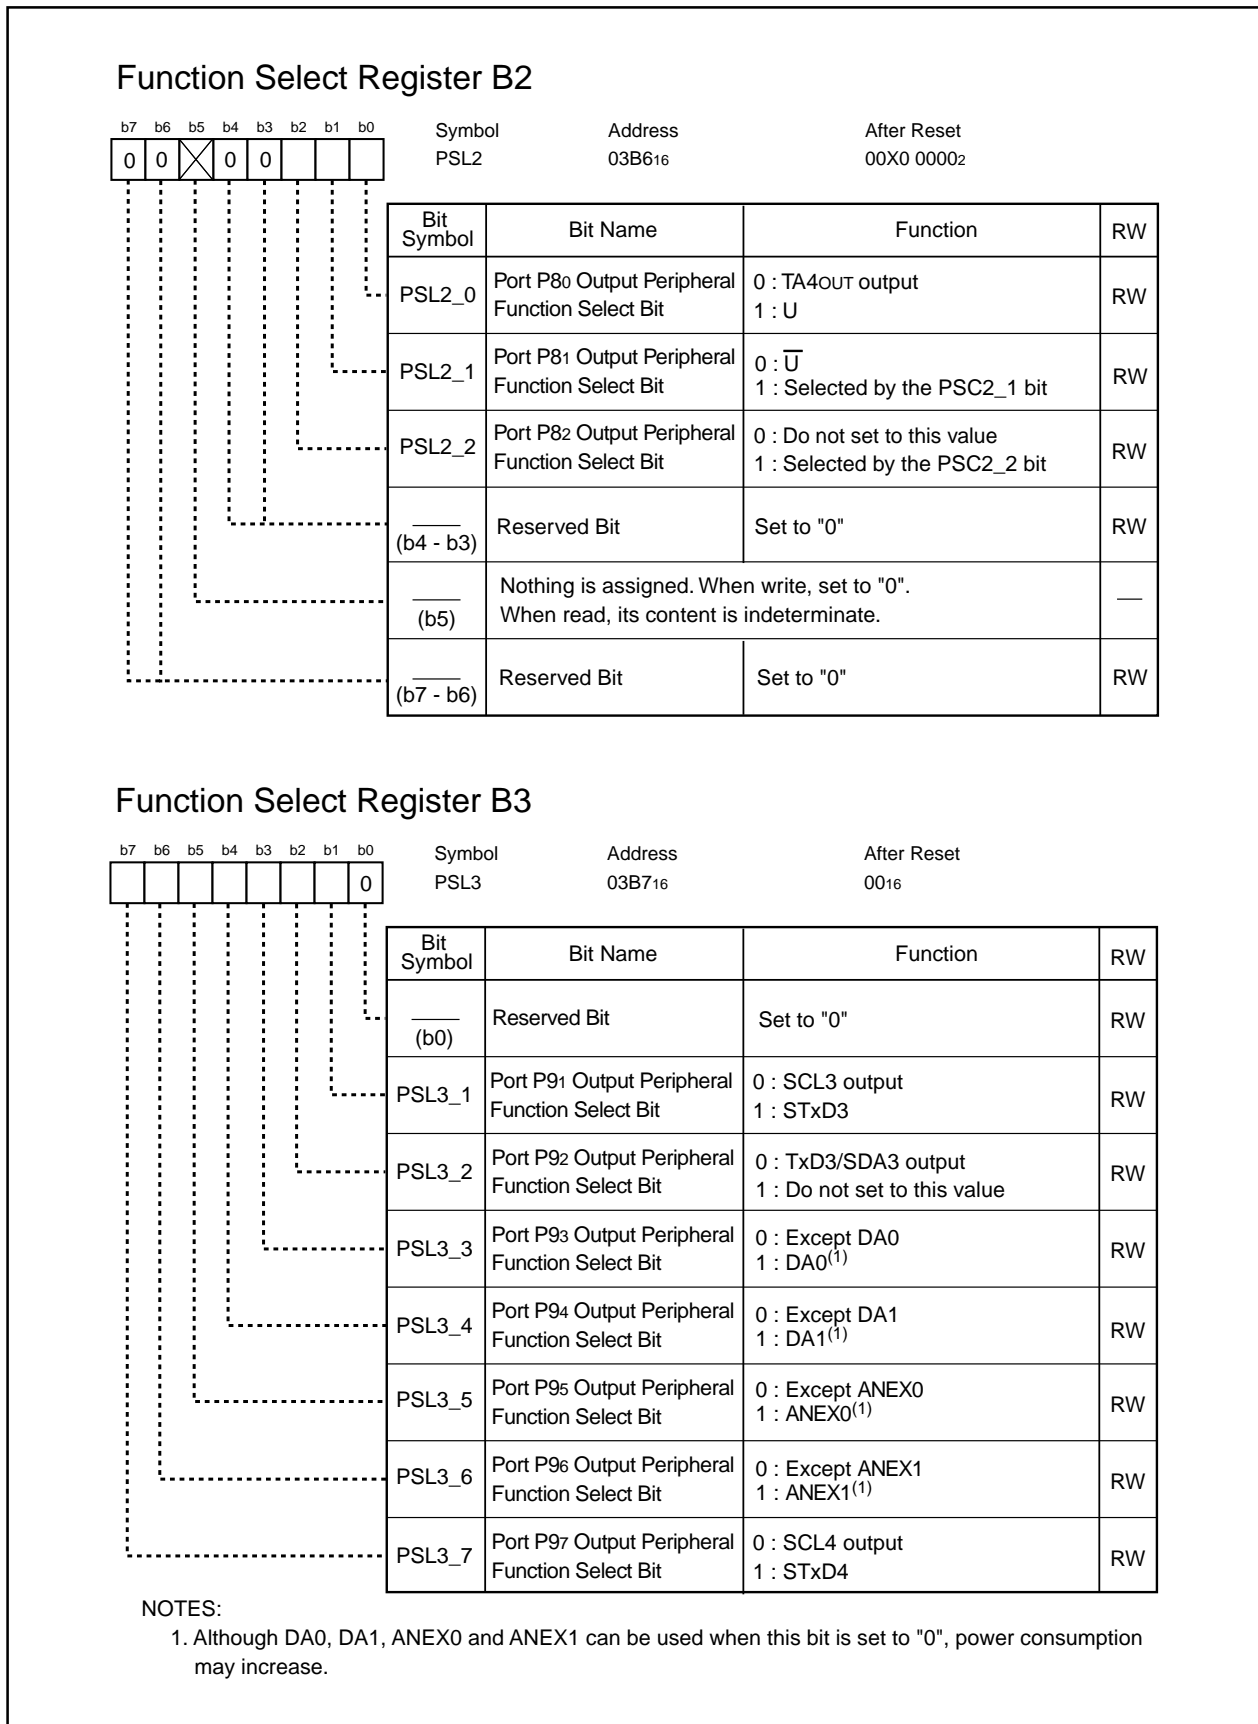 Function Select Register B2
b7 b6 b5 b4 b3 b2 b1 b0
Symbol Address After Reset
0 0 0 0
PSL2 03B616 00X0 00002
Bit Symbol Bit Name Function RW
PSL2_0 Port P80 Output Peripheral Function Select Bit 0 : TA4OUT output 1 : U RW
PSL2_1 Port P81 Output Peripheral Function Select Bit 0 : U̅ 1 : Selected by the PSC2_1 bit RW
PSL2_2 Port P82 Output Peripheral Function Select Bit 0 : Do not set to this value 1 : Selected by the PSC2_2 bit RW
(b4 - b3) Reserved Bit Set to "0" RW
(b5) Nothing is assigned. When write, set to "0". When read, its content is indeterminate. —
(b7 - b6) Reserved Bit Set to "0" RW
Function Select Register B3
b7 b6 b5 b4 b3 b2 b1 b0
Symbol Address After Reset
0
PSL3 03B716 0016
Bit Symbol Bit Name Function RW
(b0) Reserved Bit Set to "0" RW
PSL3_1 Port P91 Output Peripheral Function Select Bit 0 : SCL3 output 1 : STxD3 RW
PSL3_2 Port P92 Output Peripheral Function Select Bit 0 : TxD3/SDA3 output 1 : Do not set to this value RW
PSL3_3 Port P93 Output Peripheral Function Select Bit 0 : Except DA0 1 : DA0(1) RW
PSL3_4 Port P94 Output Peripheral Function Select Bit 0 : Except DA1 1 : DA1(1) RW
PSL3_5 Port P95 Output Peripheral Function Select Bit 0 : Except ANEX0 1 : ANEX0(1) RW
PSL3_6 Port P96 Output Peripheral Function Select Bit 0 : Except ANEX1 1 : ANEX1(1) RW
PSL3_7 Port P97 Output Peripheral Function Select Bit 0 : SCL4 output 1 : STxD4 RW
NOTES:
1. Although DA0, DA1, ANEX0 and ANEX1 can be used when this bit is set to "0", power consumption
may increase.